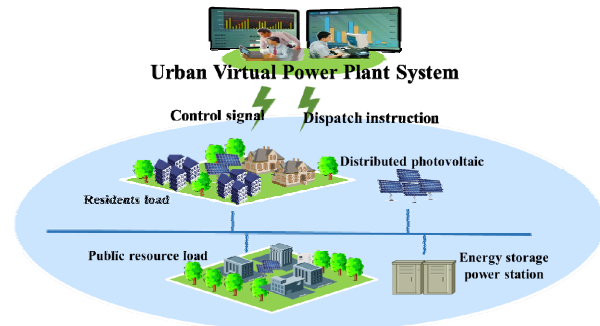 Urban Virtual Power Plant System
Control signal
Dispatch instruction
Distributed photovoltaic
Residents load
Public resource load
Energy storage
power station